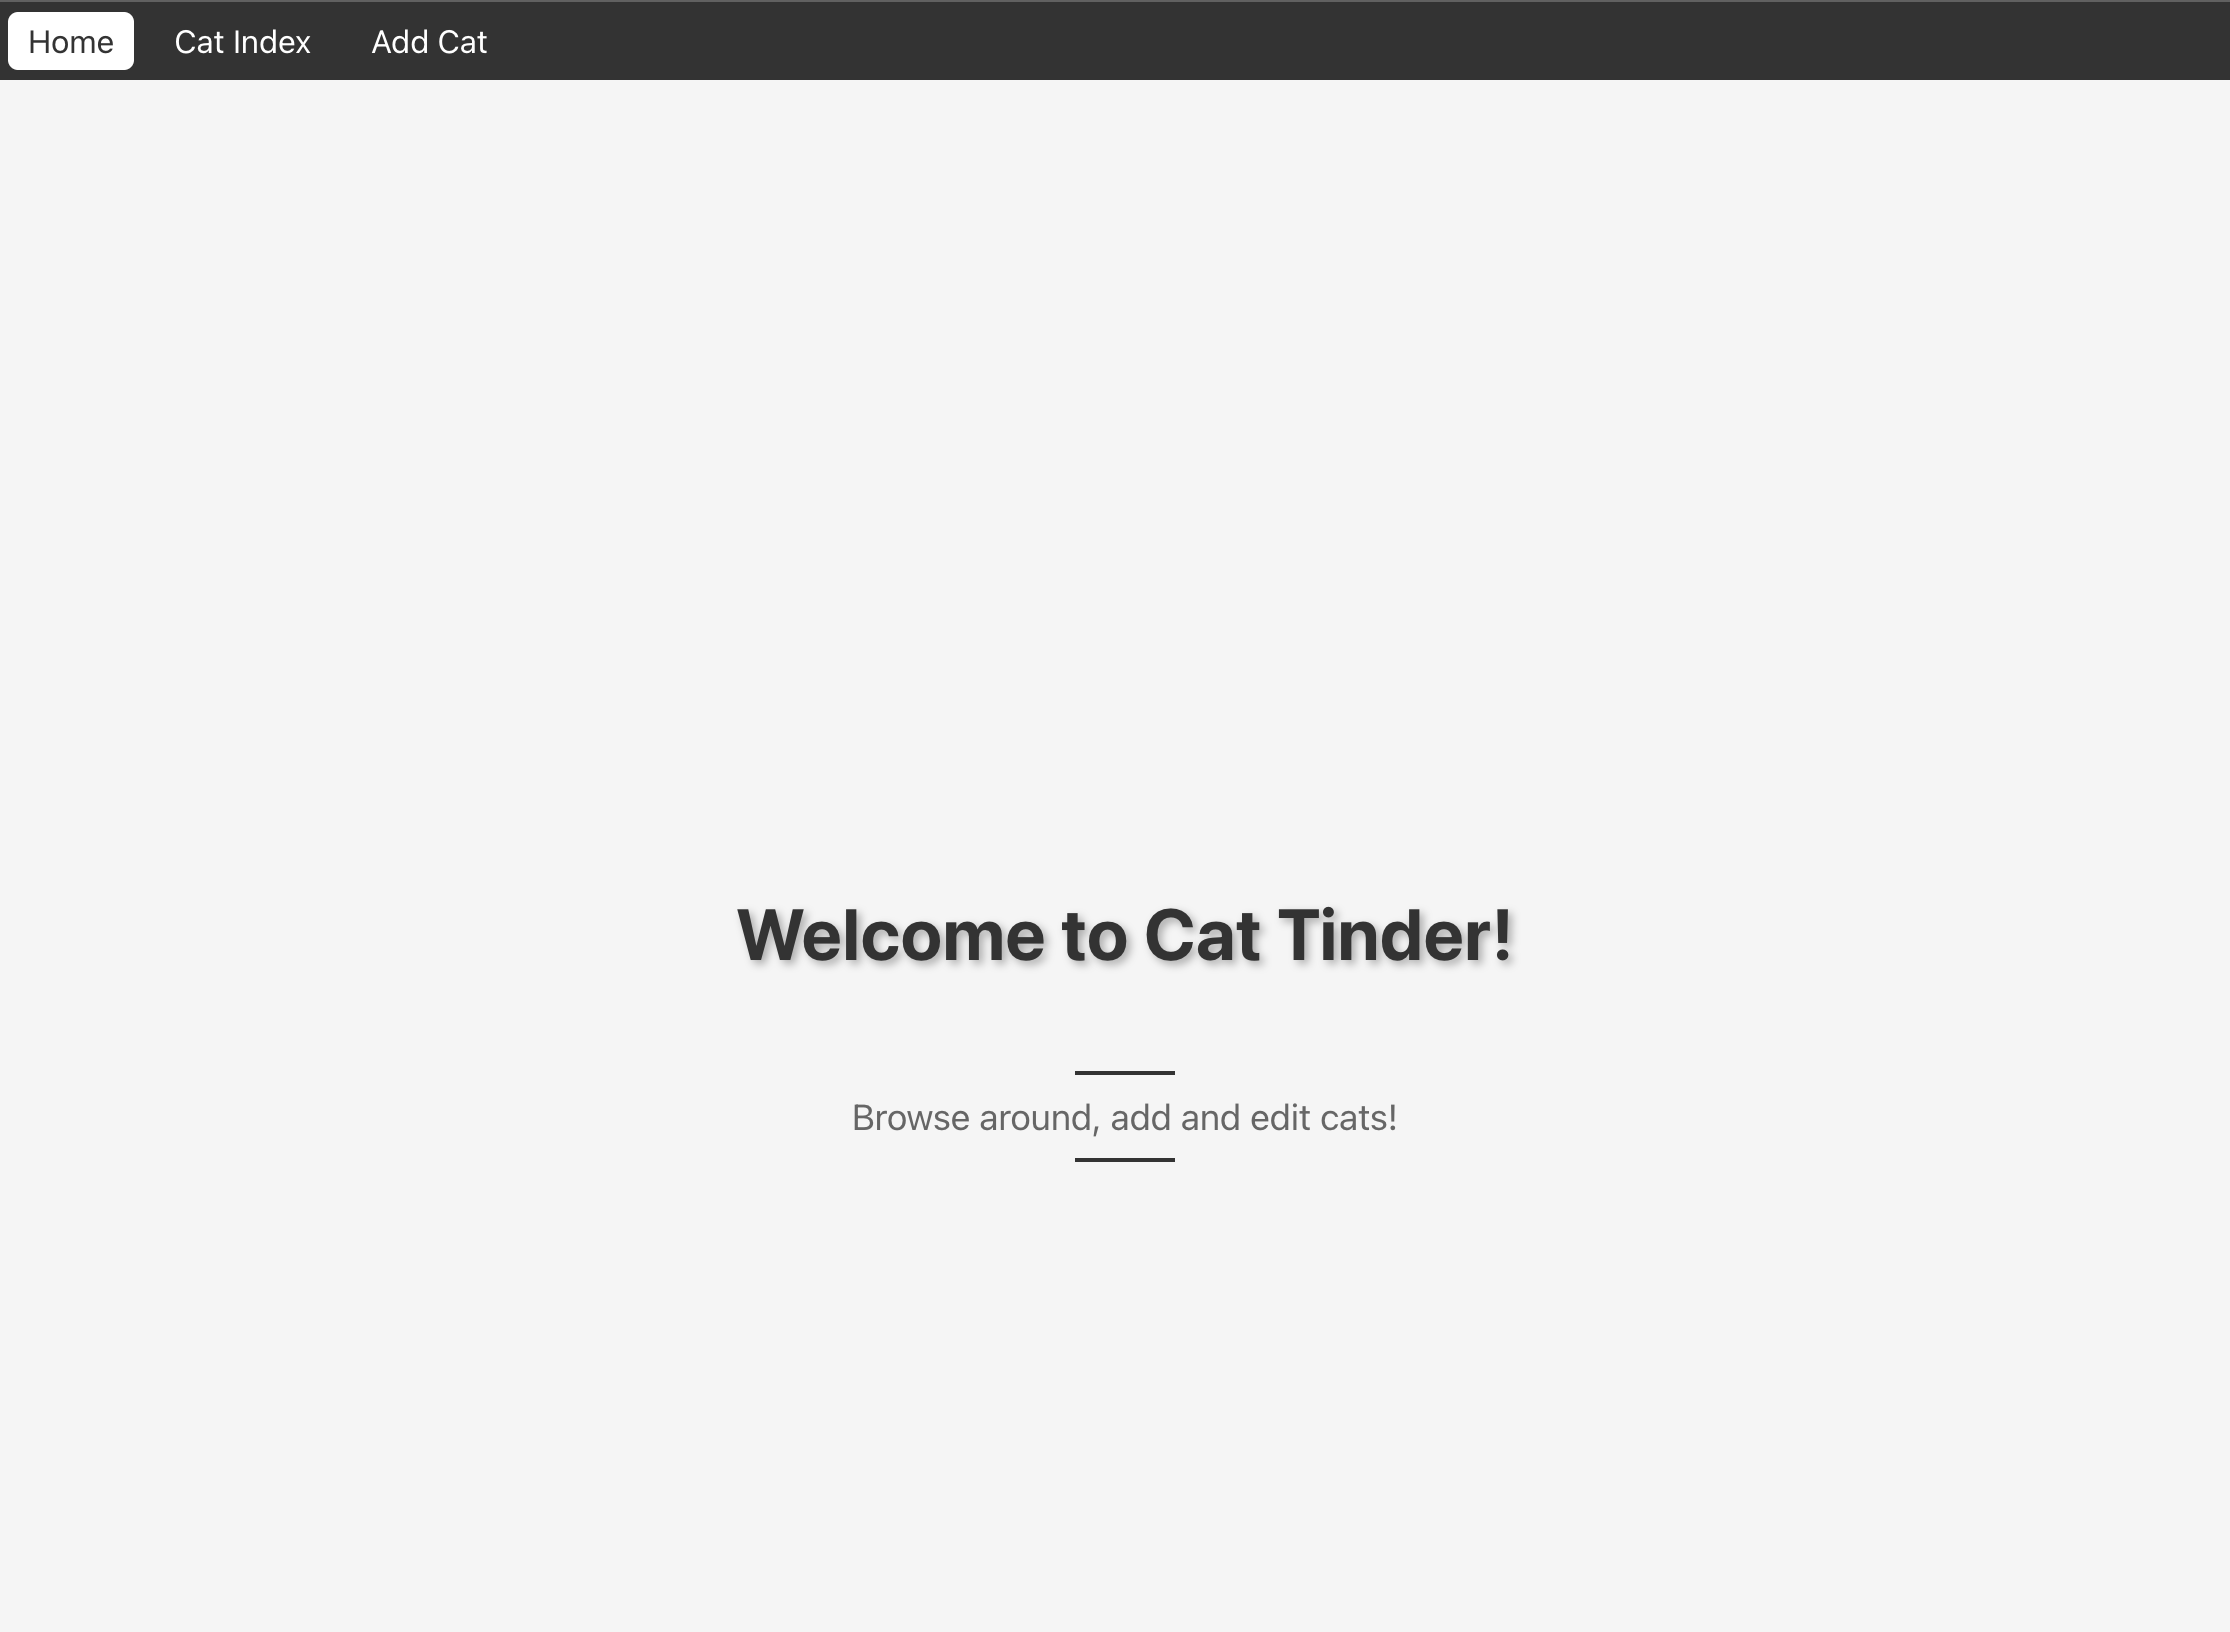 Home Cat Index Add Cat
Welcome to Cat Tinder!
Browse around, add and edit cats!